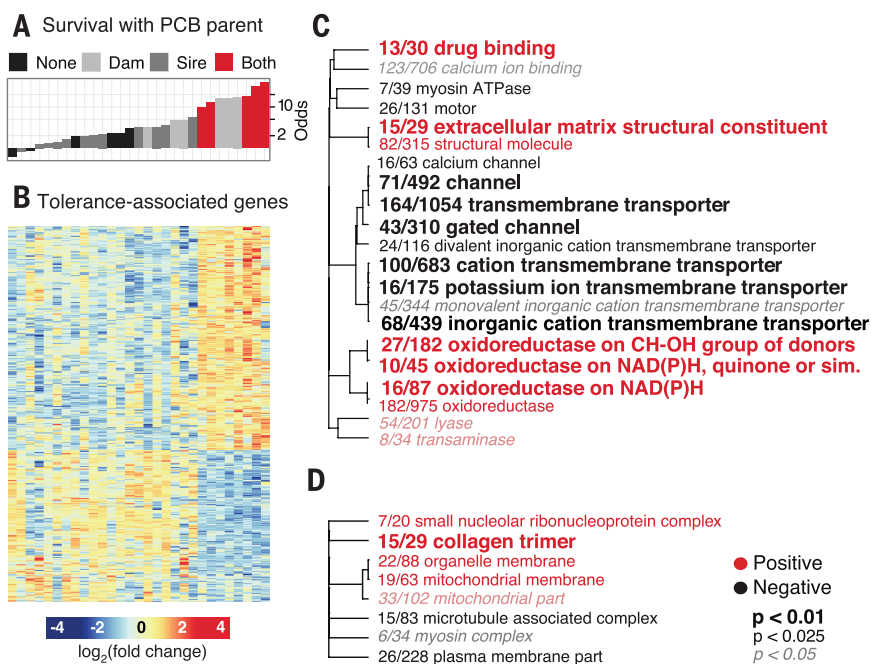 A Survival with PCB parent
None Dam Sire Both
10
2
Odds
B Tolerance-associated genes
-4 -2 0 2 4
log2(fold change)
C
13/30 drug binding
123/706 calcium ion binding
7/39 myosin ATPase
26/131 motor
15/29 extracellular matrix structural constituent
82/315 structural molecule
16/63 calcium channel
71/492 channel
164/1054 transmembrane transporter
43/310 gated channel
24/116 divalent inorganic cation transmembrane transporter
100/683 cation transmembrane transporter
16/175 potassium ion transmembrane transporter
45/344 monovalent inorganic cation transmembrane transporter
68/439 inorganic cation transmembrane transporter
27/182 oxidoreductase on CH-OH group of donors
10/45 oxidoreductase on NAD(P)H, quinone or sim.
16/87 oxidoreductase on NAD(P)H
182/975 oxidoreductase
54/201 lyase
8/34 transaminase
D
7/20 small nucleolar ribonucleoprotein complex
15/29 collagen trimer
22/88 organelle membrane
19/63 mitochondrial membrane
33/102 mitochondrial part
15/83 microtubule associated complex
6/34 myosin complex
26/228 plasma membrane part
Positive
Negative
p < 0.01
p < 0.025
p < 0.05